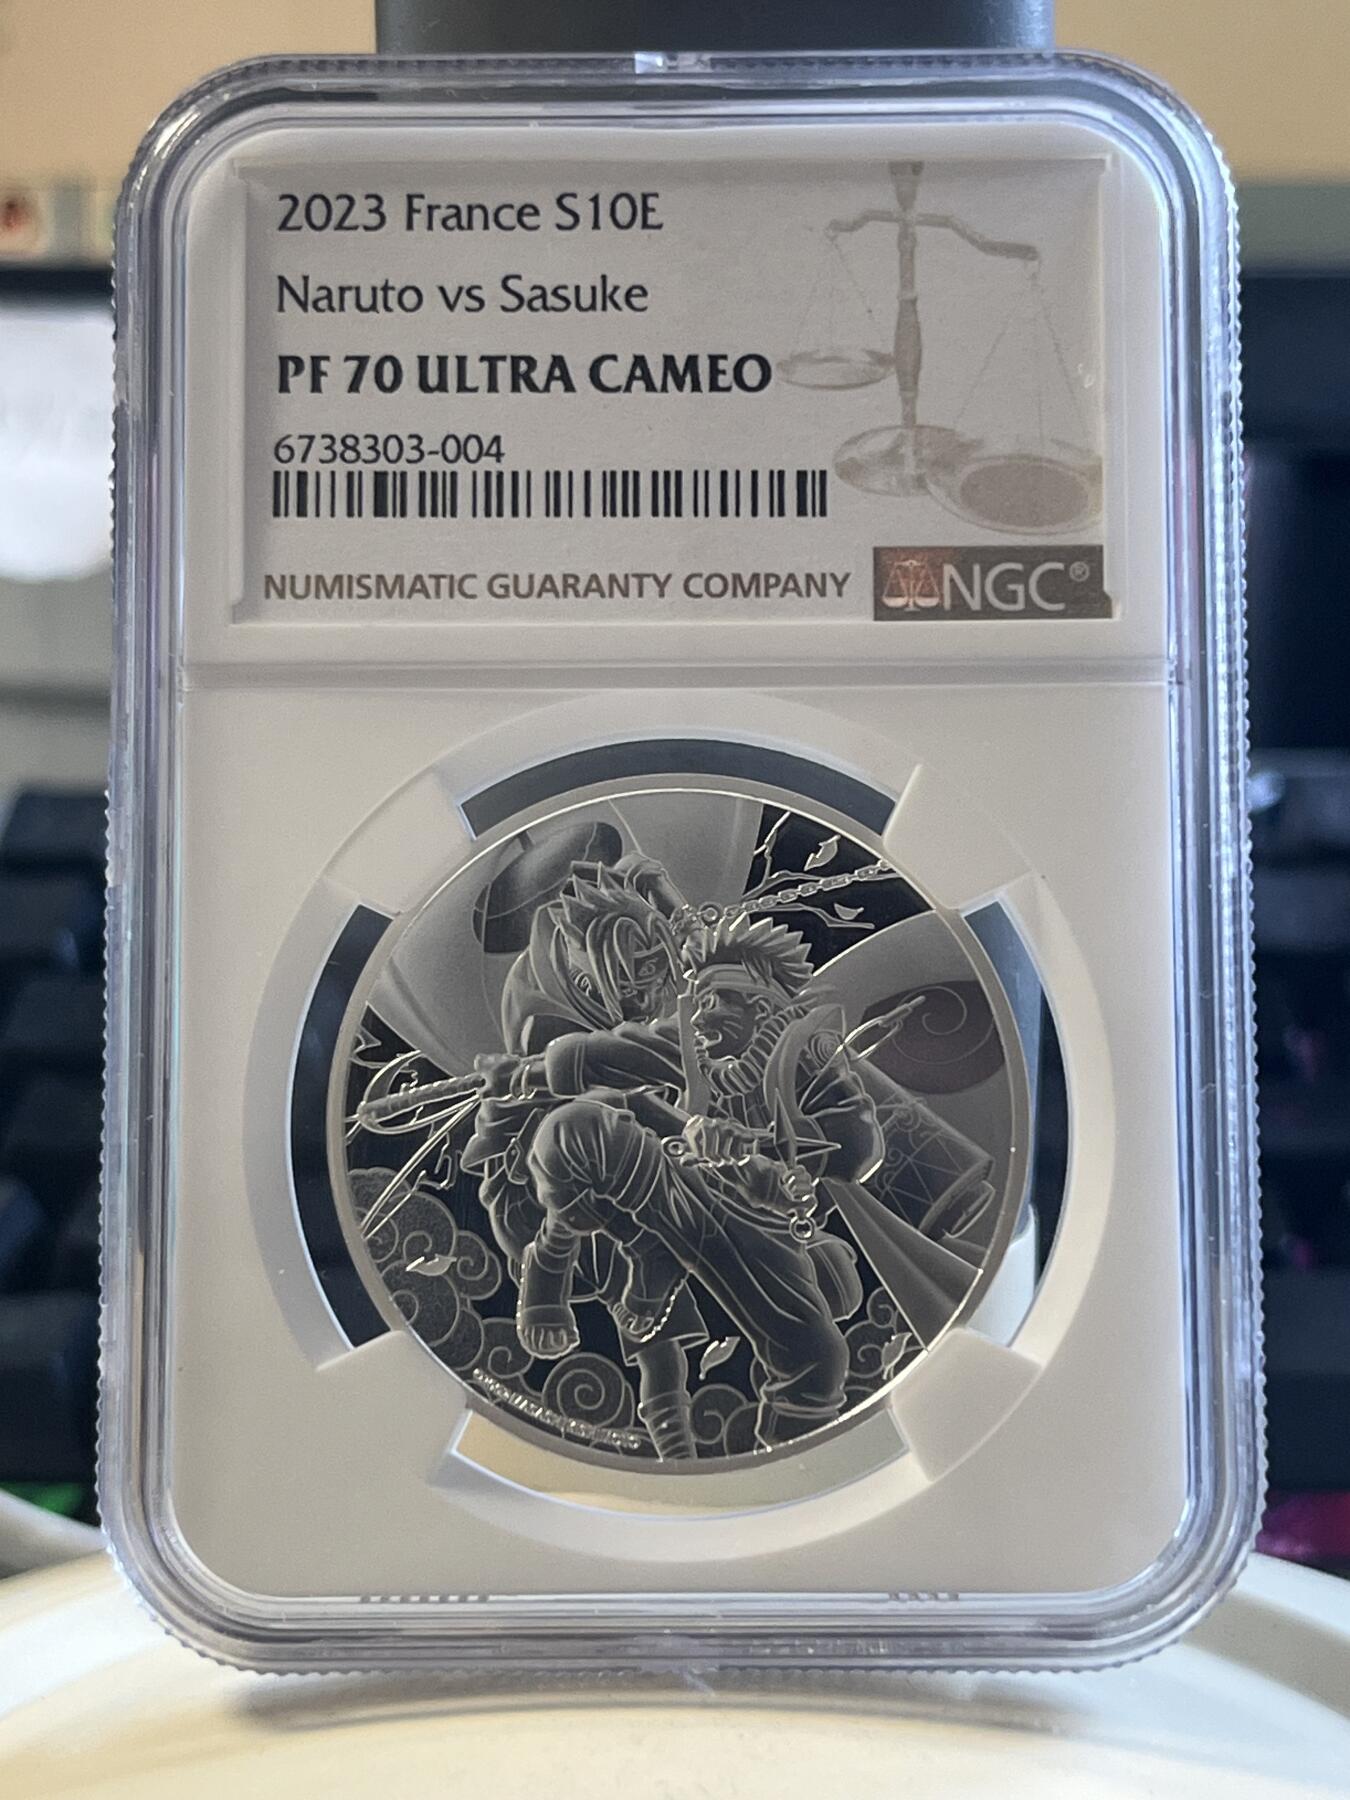 2023 France S10E
Naruto vs Sasuke
PF 70 ULTRA CAMEO
6738303-004
NUMISMATIC GUARANTY COMPANY
NGC®